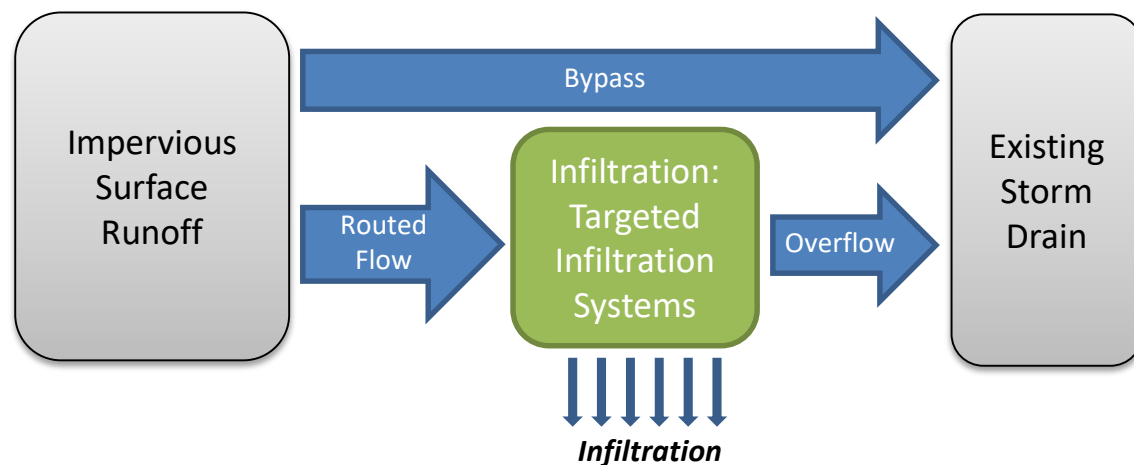 Impervious
Surface
Runoff
Bypass
Routed
Flow
Infiltration:
Targeted
Infiltration
Systems
Overflow
Existing
Storm
Drain
Infiltration